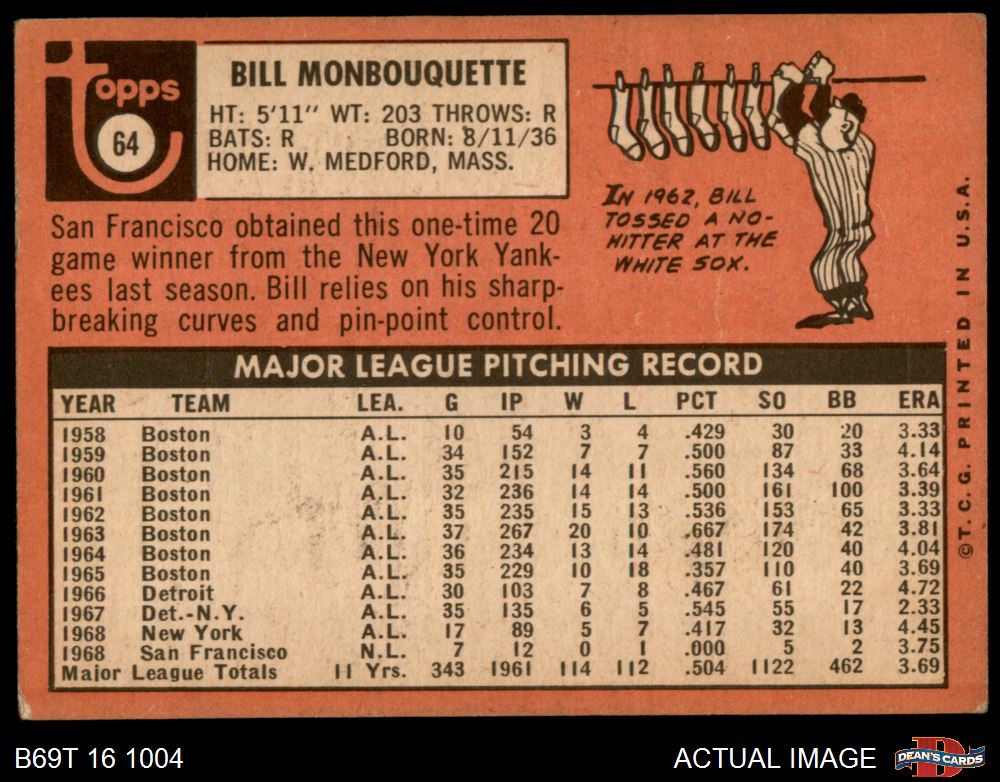 Topps
64
BILL MONBOUQUETTE
HT: 5'11" WT: 203 THROWS: R
BATS: R BORN: 8/11/36
HOME: W. MEDFORD, MASS.
San Francisco obtained this one-time 20
game winner from the New York Yank-
ees last season. Bill relies on his sharp-
breaking curves and pin-point control.
IN 1962, BILL
TOSSED A NO-
HITTER AT THE
WHITE SOX.
MAJOR LEAGUE PITCHING RECORD
YEAR TEAM LEA. G IP W L PCT SO BB ERA
1958 Boston A.L. 10 54 3 4 .429 30 20 3.33
1959 Boston A.L. 34 152 7 7 .500 87 33 4.14
1960 Boston A.L. 35 215 14 11 .560 134 68 3.64
1961 Boston A.L. 32 236 14 14 .500 161 100 3.39
1962 Boston A.L. 35 235 15 13 .536 153 65 3.33
1963 Boston A.L. 37 267 20 10 .667 174 42 3.81
1964 Boston A.L. 36 234 13 14 .481 120 40 4.04
1965 Boston A.L. 35 229 10 18 .357 110 40 3.69
1966 Detroit A.L. 30 103 7 8 .467 61 22 4.72
1967 Det.-N.Y. A.L. 35 135 6 5 .545 55 17 2.33
1968 New York A.L. 17 89 5 7 .417 32 13 4.45
1968 San Francisco N.L. 7 12 0 1 .000 5 2 3.75
Major League Totals 11 Yrs. 343 1961 114 112 .504 1122 462 3.69
©T. C. G. PRINTED IN U.S.A.
B69T 16 1004
ACTUAL IMAGE
D
DEAN'S CARDS